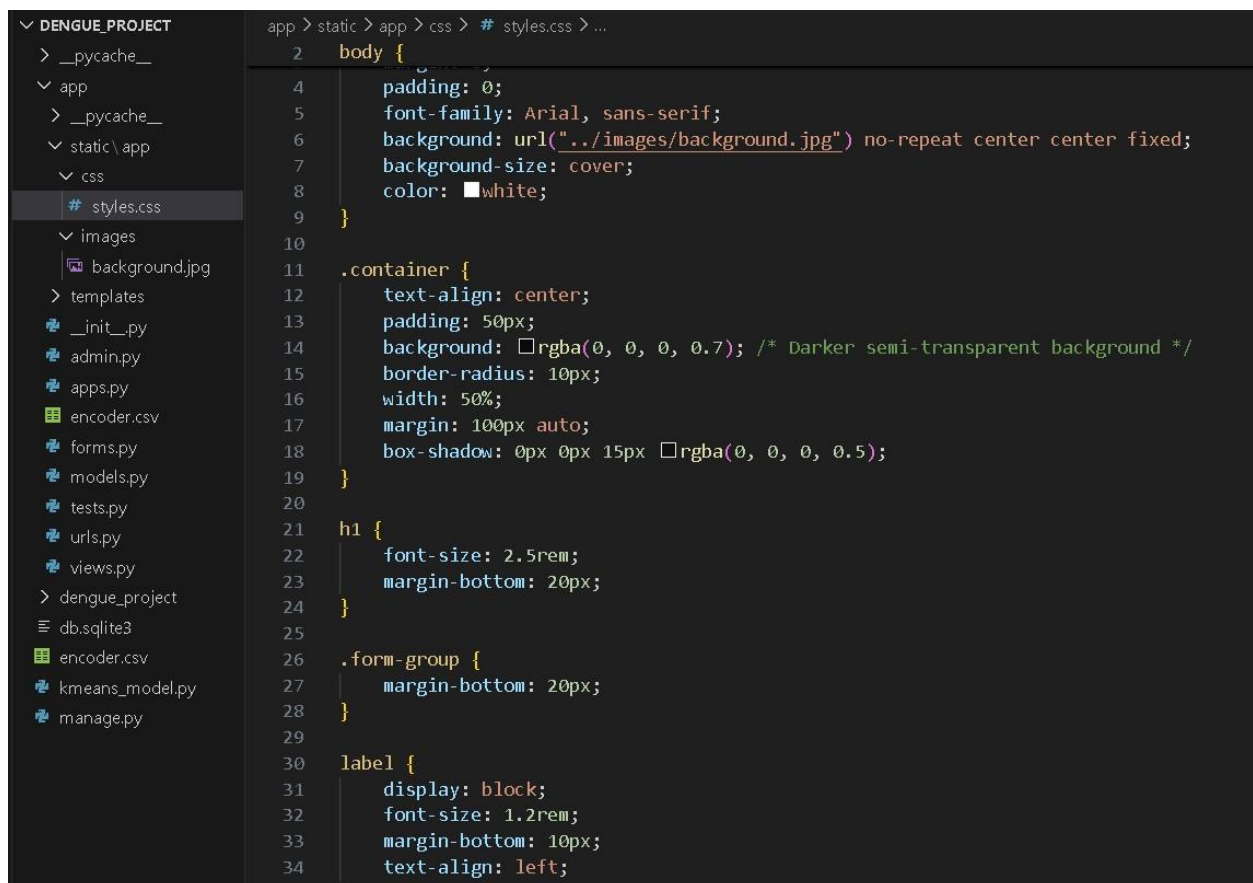 DENGUE_PROJECT
__pycache__
app
__pycache__
static\app
css
# styles.css
images
background.jpg
templates
__init__.py
admin.py
apps.py
encoder.csv
forms.py
models.py
tests.py
urls.py
views.py
dengue_project
db.sqlite3
encoder.csv
kmeans_model.py
manage.py
app > static > app > css > # styles.css > ...
2 body {
4 padding: 0;
5 font-family: Arial, sans-serif;
6 background: url("../images/background.jpg") no-repeat center center fixed;
7 background-size: cover;
8 color: white;
9 }
10
11 .container {
12 text-align: center;
13 padding: 50px;
14 background: rgba(0, 0, 0, 0.7); /* Darker semi-transparent background */
15 border-radius: 10px;
16 width: 50%;
17 margin: 100px auto;
18 box-shadow: 0px 0px 15px rgba(0, 0, 0, 0.5);
19 }
20
21 h1 {
22 font-size: 2.5rem;
23 margin-bottom: 20px;
24 }
25
26 .form-group {
27 margin-bottom: 20px;
28 }
29
30 label {
31 display: block;
32 font-size: 1.2rem;
33 margin-bottom: 10px;
34 text-align: left;